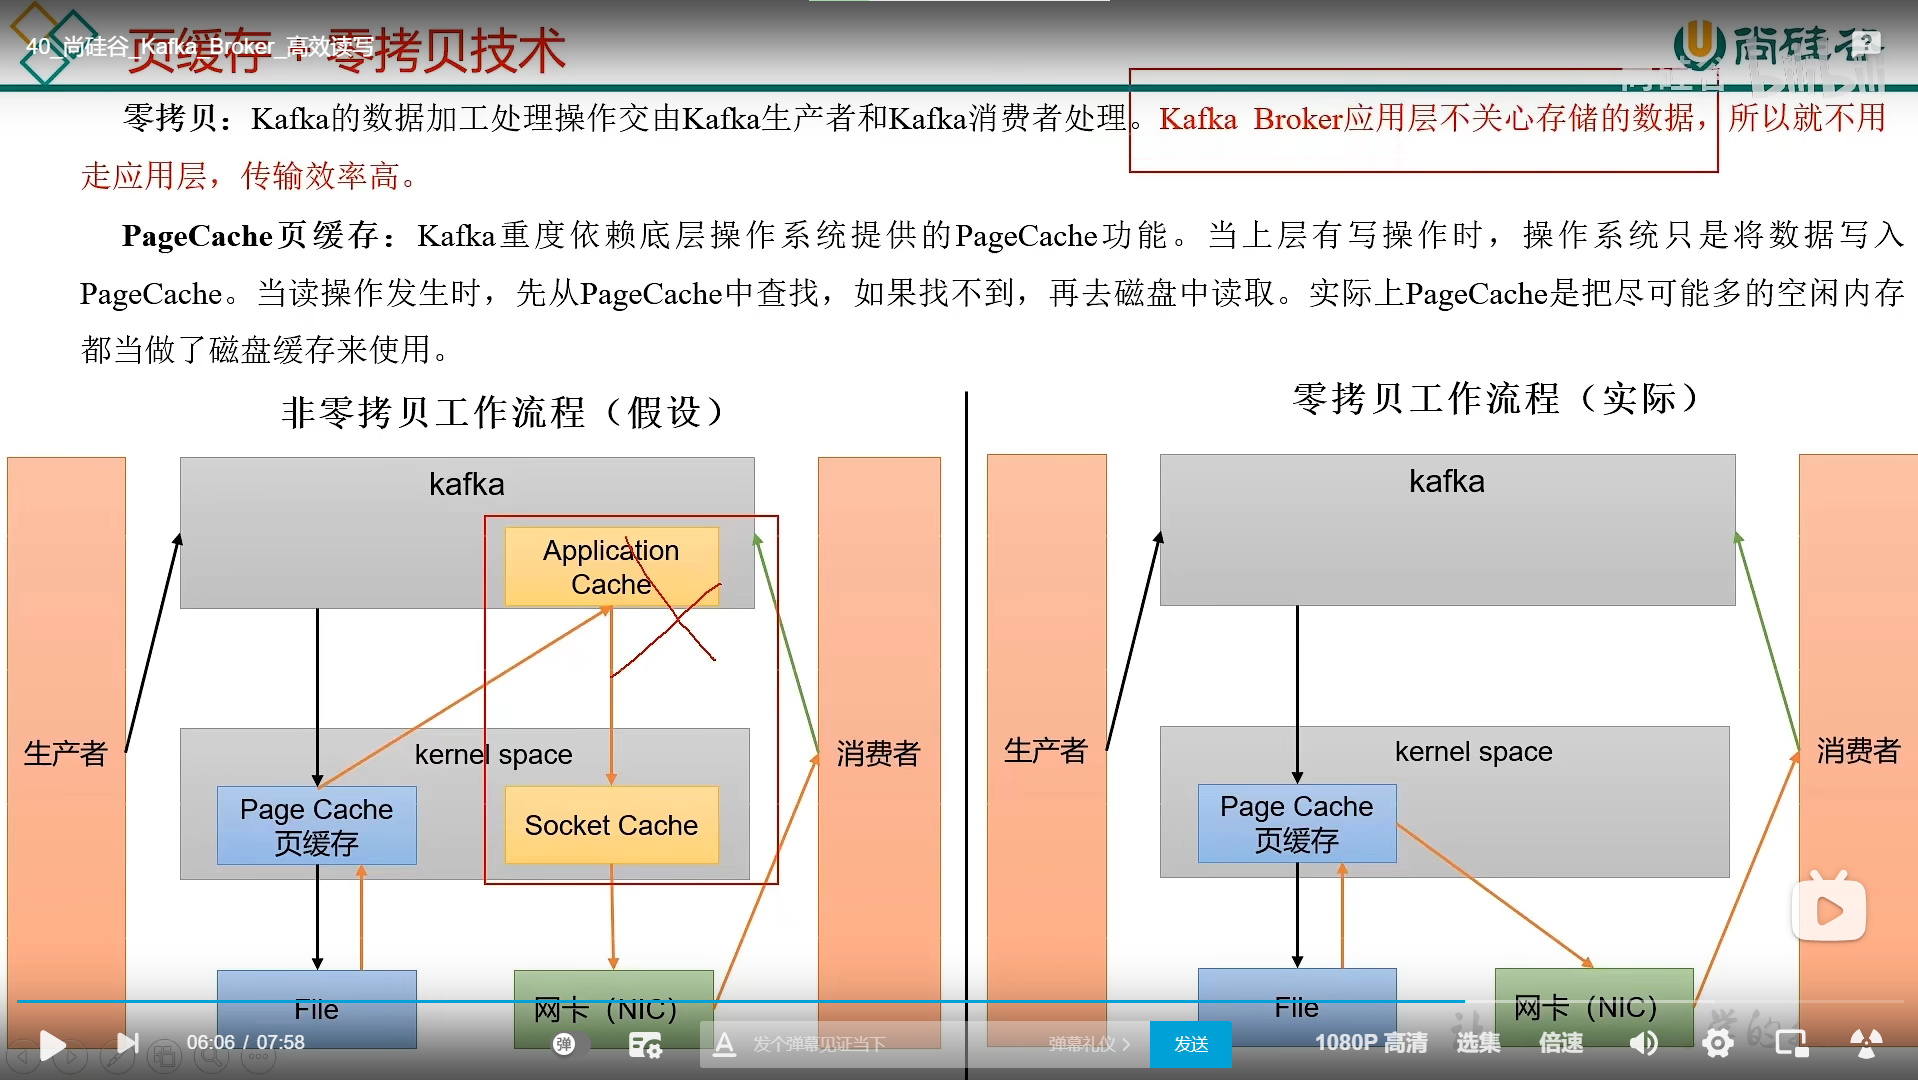 40_尚硅谷_Kafka_Broker_高效读写
页缓存 + 零拷贝技术
尚硅谷
零拷贝：Kafka的数据加工处理操作交由Kafka生产者和Kafka消费者处理。Kafka Broker应用层不关心存储的数据，所以就不用
走应用层，传输效率高。
PageCache页缓存：Kafka重度依赖底层操作系统提供的PageCache功能。当上层有写操作时，操作系统只是将数据写入
PageCache。当读操作发生时，先从PageCache中查找，如果找不到，再去磁盘中读取。实际上PageCache是把尽可能多的空闲内存
都当做了磁盘缓存来使用。
非零拷贝工作流程（假设）
kafka
Application
Cache
生产者
kernel space
消费者
Page Cache
页缓存
Socket Cache
File
网卡（NIC）
零拷贝工作流程（实际）
kafka
生产者
kernel space
消费者
Page Cache
页缓存
File
网卡（NIC）
06:06 / 07:58
弹
发个弹幕见证当下
弹幕礼仪
发送
1080P 高清
选集
倍速